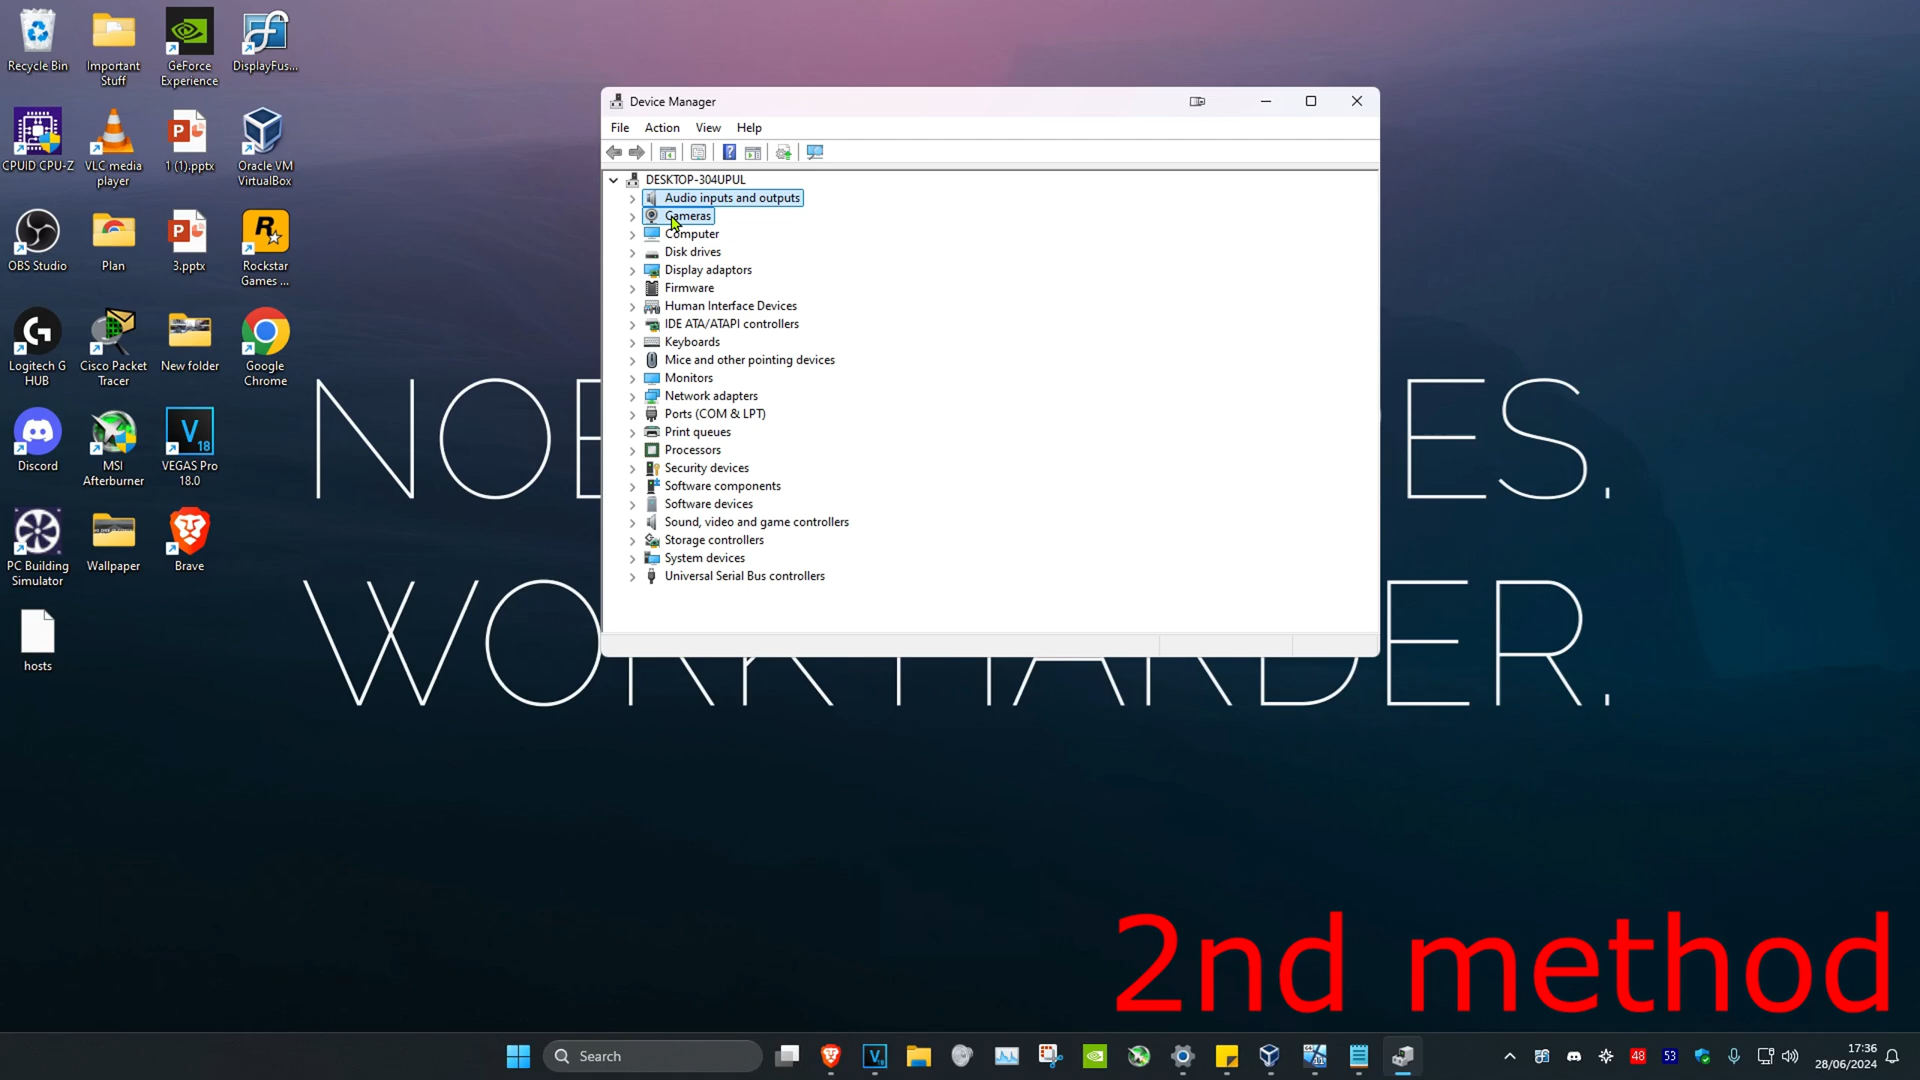 Recycle Bin
Important
Stuff
GeForce
Experience
DisplayFus...
CPUID CPU-Z
VLC media
player
1 (1).pptx
Oracle VM
VirtualBox
OBS Studio
Plan
3.pptx
Rockstar
Games ...
Logitech G
HUB
Cisco Packet
Tracer
New folder
Google
Chrome
Discord
MSI
Afterburner
VEGAS Pro
18.0
PC Building
Simulator
Wallpaper
Brave
hosts
Device Manager
File Action View Help
DESKTOP-304UPUL
Audio inputs and outputs
Cameras
Computer
Disk drives
Display adaptors
Firmware
Human Interface Devices
IDE ATA/ATAPI controllers
Keyboards
Mice and other pointing devices
Monitors
Network adapters
Ports (COM & LPT)
Print queues
Processors
Security devices
Software components
Software devices
Sound, video and game controllers
Storage controllers
System devices
Universal Serial Bus controllers
WORK HARDER.
2nd method
Search
48
53
17:36
28/06/2024